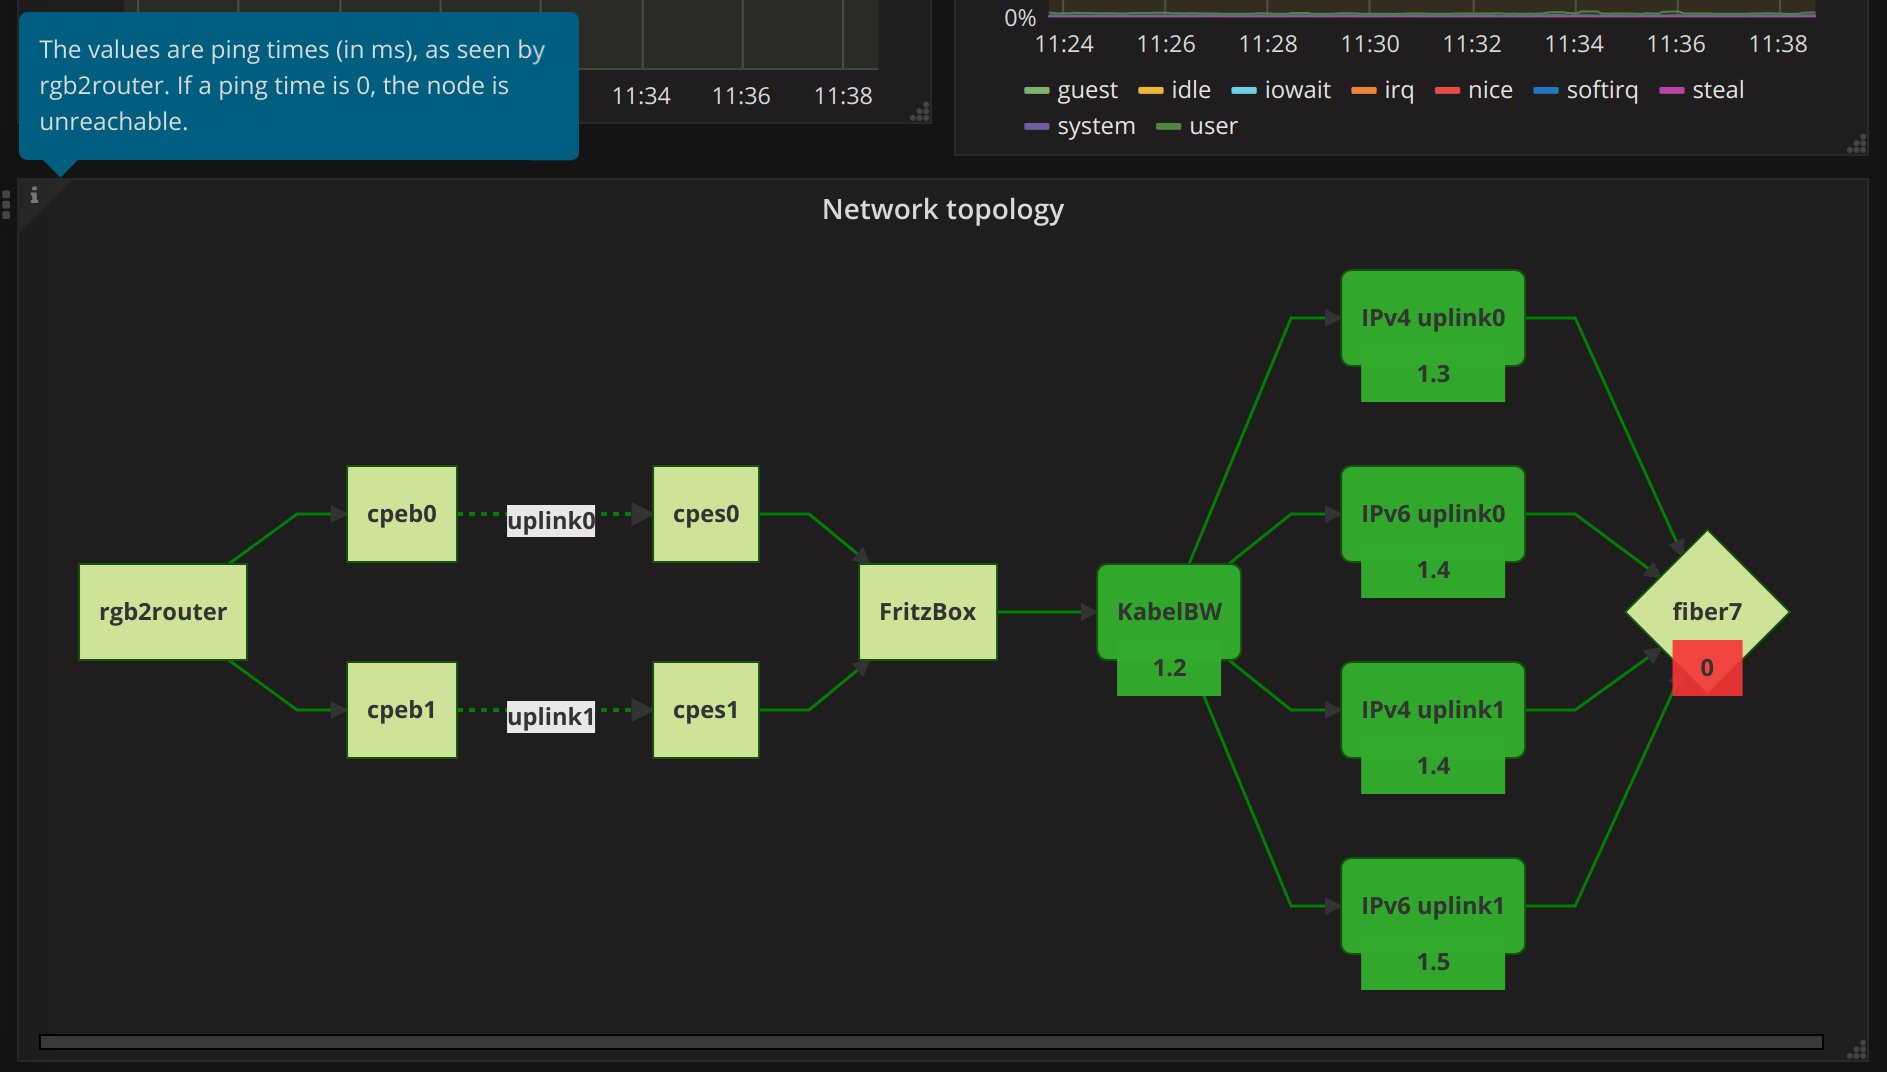 The values are ping times (in ms), as seen by
rgb2router. If a ping time is 0, the node is
unreachable.
11:34 11:36 11:38
0%
11:24 11:26 11:28 11:30 11:32 11:34 11:36 11:38
guest idle iowait irq nice softirq steal
system user
i
Network topology
IPv4 uplink0
1.3
cpeb0 uplink0 cpes0 IPv6 uplink0
1.4
rgb2router FritzBox KabelBW fiber7
1.2 0
cpeb1 uplink1 cpes1 IPv4 uplink1
1.4
IPv6 uplink1
1.5